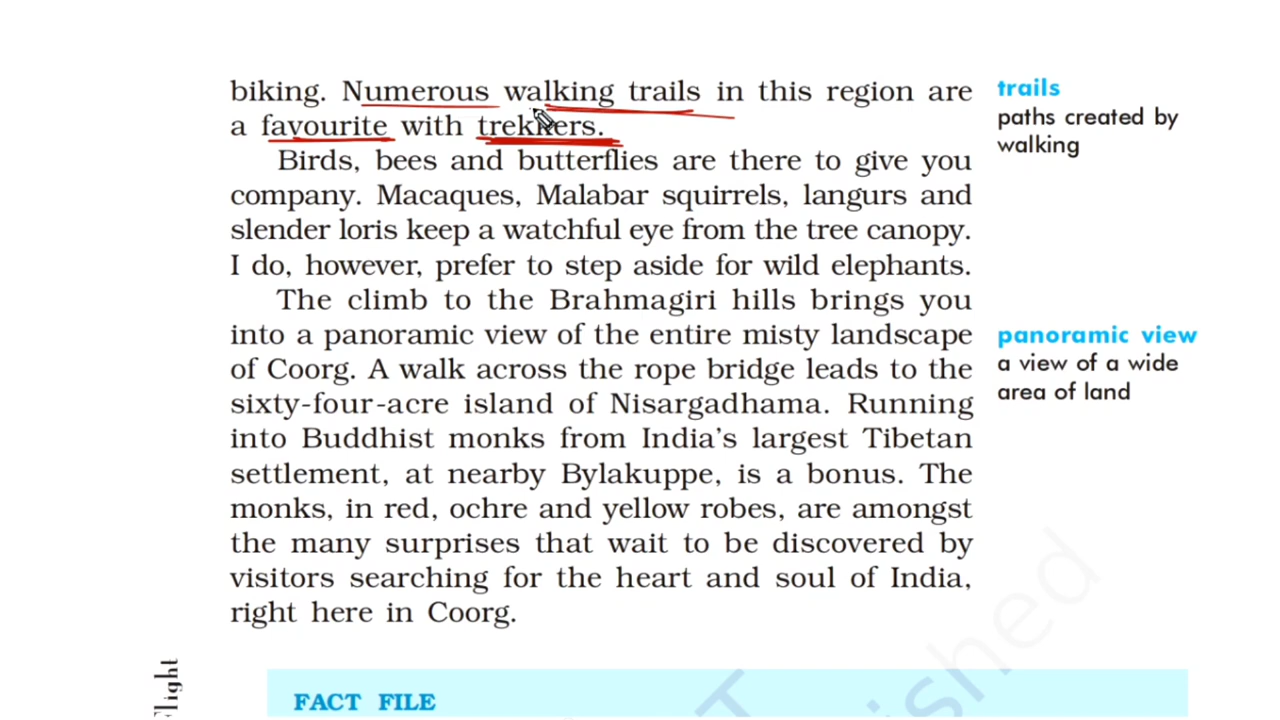 biking. Numerous walking trails in this region are
a favourite with trekkers.
Birds, bees and butterflies are there to give you
company. Macaques, Malabar squirrels, langurs and
slender loris keep a watchful eye from the tree canopy.
I do, however, prefer to step aside for wild elephants.
The climb to the Brahmagiri hills brings you
into a panoramic view of the entire misty landscape
of Coorg. A walk across the rope bridge leads to the
sixty-four-acre island of Nisargadhama. Running
into Buddhist monks from India’s largest Tibetan
settlement, at nearby Bylakuppe, is a bonus. The
monks, in red, ochre and yellow robes, are amongst
the many surprises that wait to be discovered by
visitors searching for the heart and soul of India,
right here in Coorg.
trails
paths created by
walking
panoramic view
a view of a wide
area of land
FACT FILE